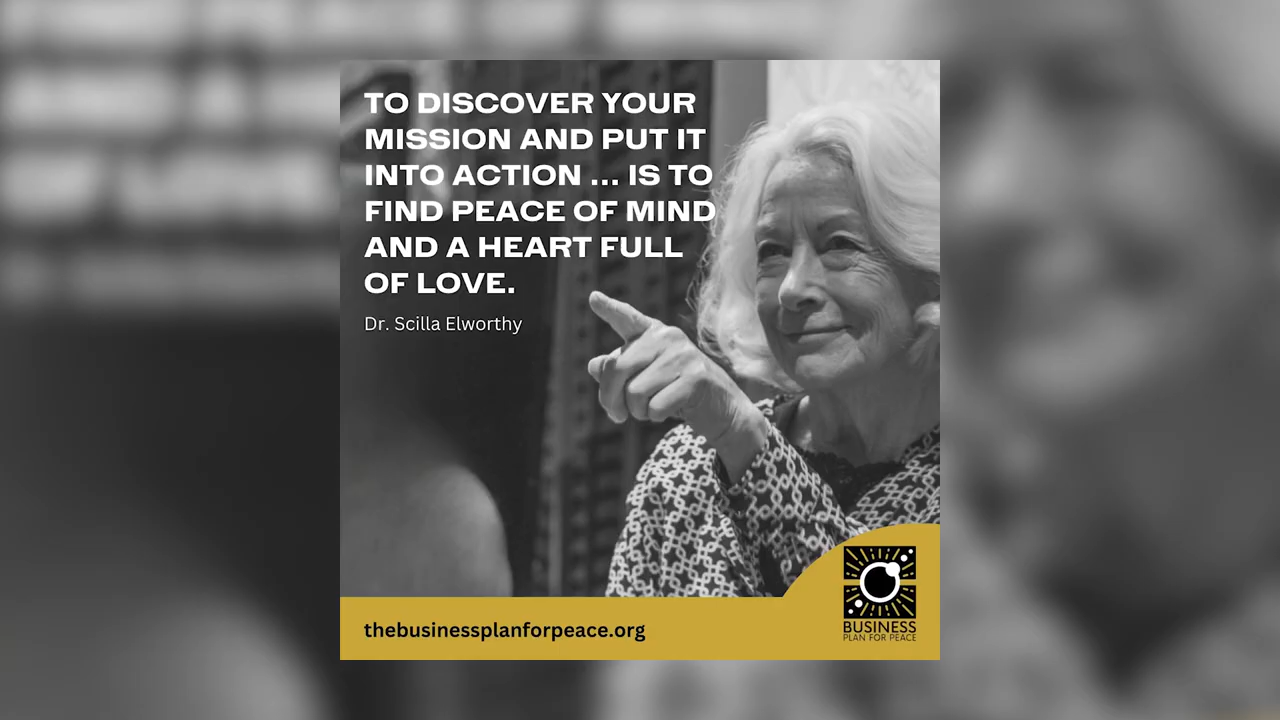 TO DISCOVER YOUR
MISSION AND PUT IT
INTO ACTION ... IS TO
FIND PEACE OF MIND
AND A HEART FULL
OF LOVE.
Dr. Scilla Elworthy
thebusinessplanforpeace.org
BUSINESS
PLAN FOR PEACE